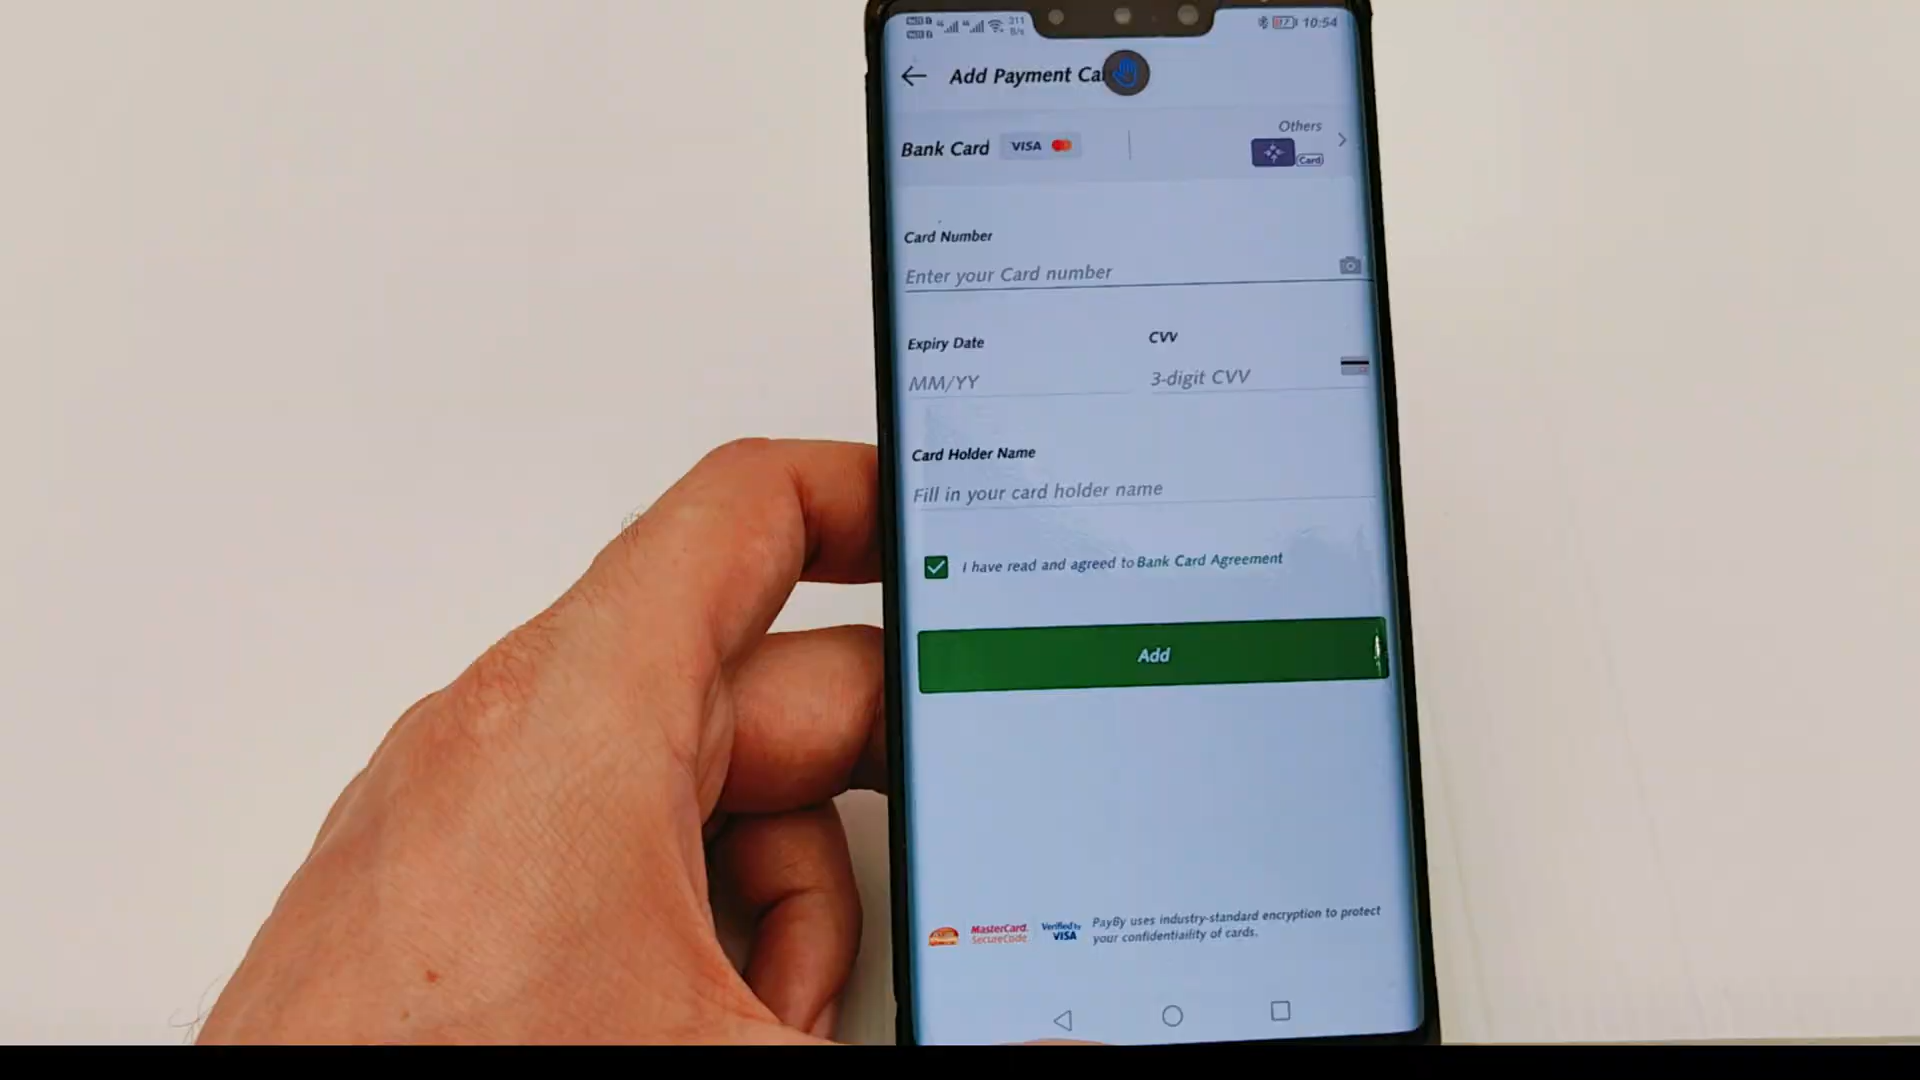 311
B/s
10:54
Add Payment Ca
Bank Card VISA
Others
Card
Card Number
Enter your Card number
Expiry Date
CVV
MM/YY
3-digit CVV
Card Holder Name
Fill in your card holder name
I have read and agreed to Bank Card Agreement
Add
MasterCard.
SecureCode
Verified by
VISA
PayBy uses industry-standard encryption to protect
your confidentiaility of cards.